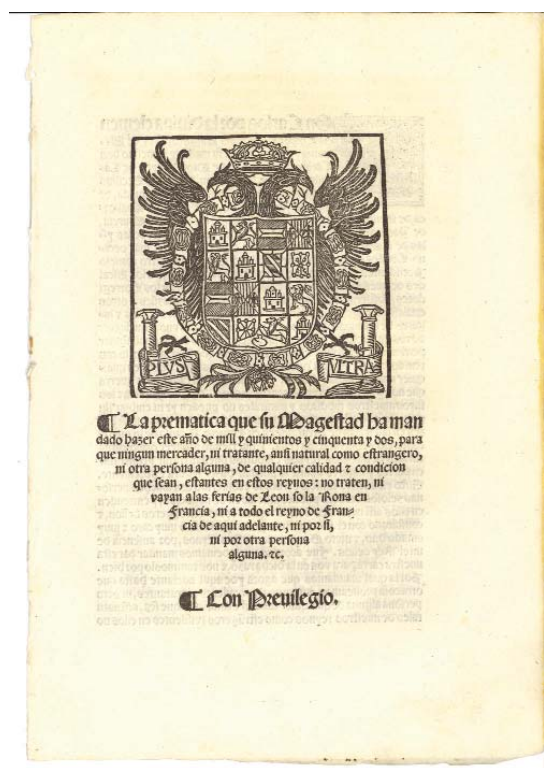 PLVS VLTRA
¶ La prematica que su Magestad ha man
dado hazer este año de mill y quinientos y cinquenta y dos, para
que ningun mercader, ni tratante, ansi natural como estrangero,
ni otra persona alguna, de qualquier calidad ⁊ condicion
que sean, estantes en estos reynos: no traten, ni
vayan a las ferias de Leon so la Rona en
Francia, ni a todo el reyno de Fran-
cia de aqui adelante, ni por si,
ni por otra persona
alguna. ⁊c.
¶ Con Preuilegio.